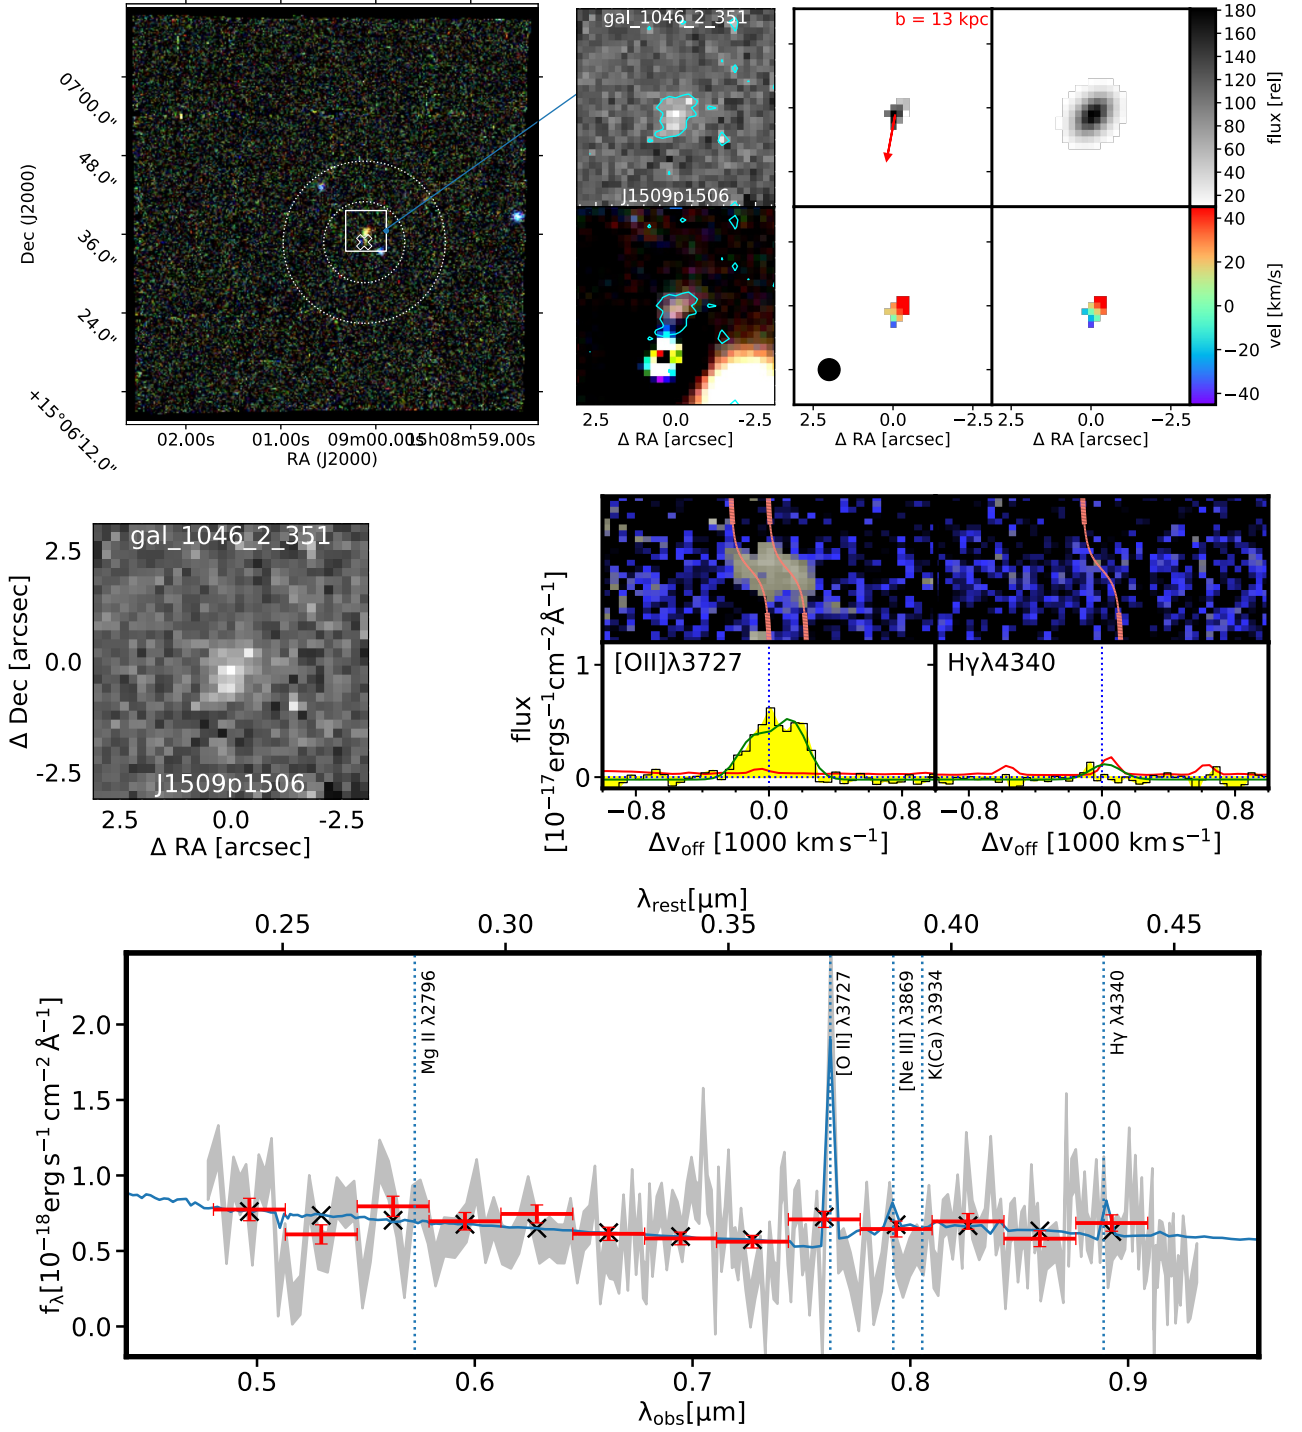 07'00.0"
48.0"
36.0"
24.0"
+15°06'12.0"
Dec (J2000)
02.00s 01.00s 09m00.00s 15h08m59.00s
RA (J2000)
gal_1046_2_351
J1509p1506
2.5 0.0 -2.5
Δ RA [arcsec]
b = 13 kpc
2.5 0.0 −2.5
Δ RA [arcsec]
2.5 0.0 −2.5
Δ RA [arcsec]
180
160
140
120
100
80
60
40
20
flux [rel]
40
20
0
−20
−40
vel [km/s]
gal_1046_2_351
J1509p1506
2.5
0.0
-2.5
Δ Dec [arcsec]
2.5 0.0 -2.5
Δ RA [arcsec]
[OII]λ3727
Hγλ4340
1
0
flux
[10⁻¹⁷ergs⁻¹cm⁻²Å⁻¹]
−0.8 0.0 0.8
Δv_off [1000 km s⁻¹]
−0.8 0.0 0.8
Δv_off [1000 km s⁻¹]
λ_rest[μm]
0.25 0.30 0.35 0.40 0.45
Mg II λ2796
[O II] λ3727
[Ne III] λ3869
K(Ca) λ3934
Hγ λ4340
2.0
1.5
1.0
0.5
0.0
f_λ[10⁻¹⁸erg s⁻¹ cm⁻² Å⁻¹]
0.5 0.6 0.7 0.8 0.9
λ_obs[μm]